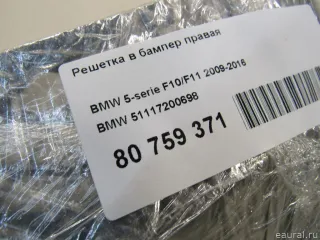 Решетка в бампер правая
BMW 5-serie F10/F11 2009-2016
BMW 51117200698
80 759 371
eaural.ru